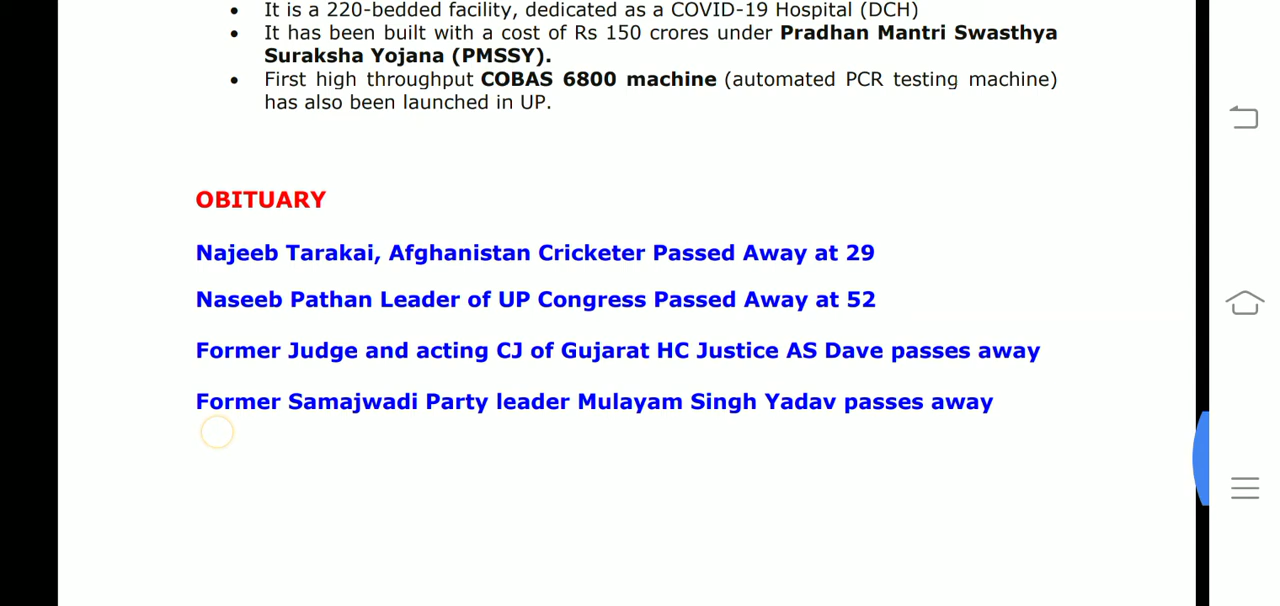 • It is a 220-bedded facility, dedicated as a COVID-19 Hospital (DCH)
• It has been built with a cost of Rs 150 crores under Pradhan Mantri Swasthya
Suraksha Yojana (PMSSY).
• First high throughput COBAS 6800 machine (automated PCR testing machine)
has also been launched in UP.
OBITUARY
Najeeb Tarakai, Afghanistan Cricketer Passed Away at 29
Naseeb Pathan Leader of UP Congress Passed Away at 52
Former Judge and acting CJ of Gujarat HC Justice AS Dave passes away
Former Samajwadi Party leader Mulayam Singh Yadav passes away